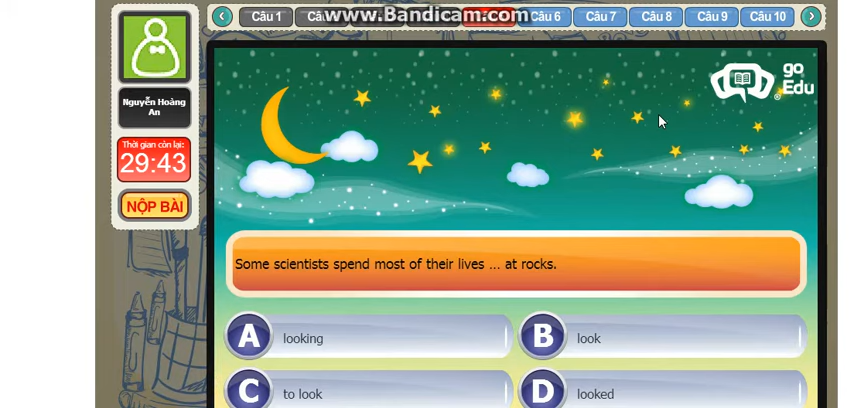 Câu 1
www.Bandicam.com
Câu 6
Câu 7
Câu 8
Câu 9
Câu 10
go
Edu
Nguyễn Hoàng
An
Thời gian còn lại:
29:43
NỘP BÀI
Some scientists spend most of their lives ... at rocks.
A looking
B look
C to look
D looked